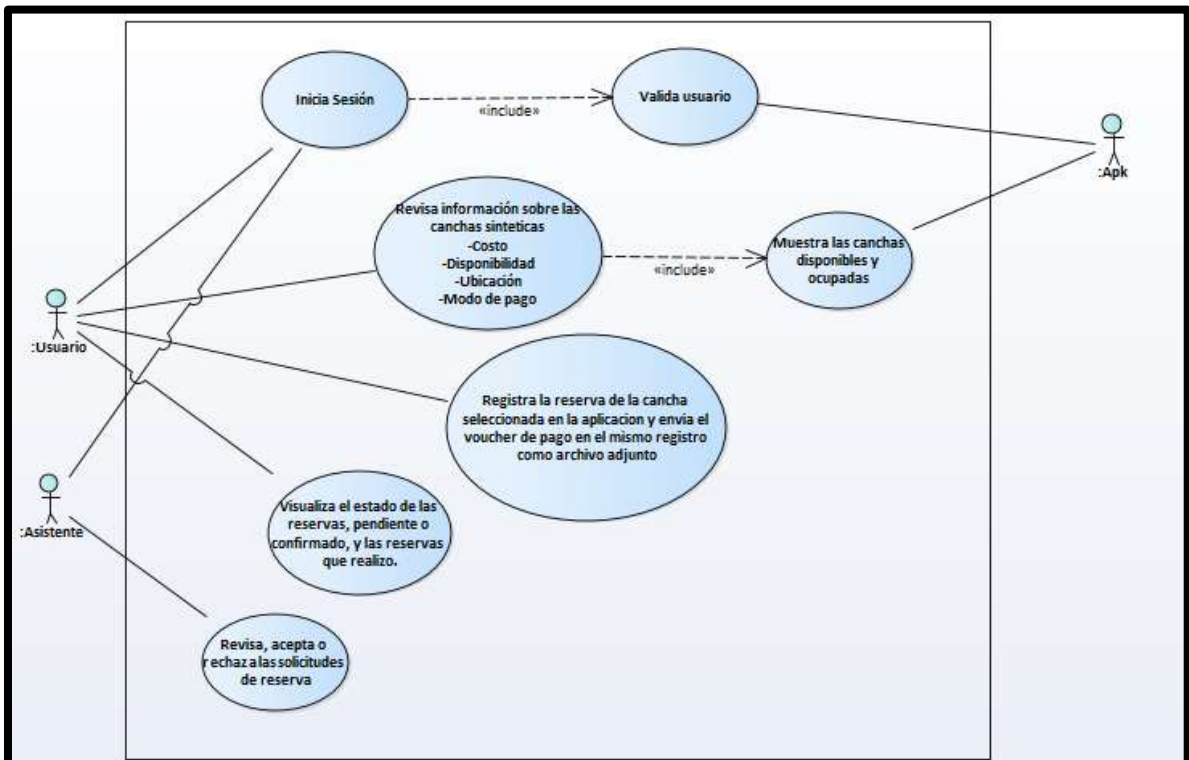 Inicia Sesión
«include»
Valida usuario
:Apk
Revisa información sobre las
canchas sinteticas
-Costo
-Disponibilidad
-Ubicación
-Modo de pago
«include»
Muestra las canchas
disponibles y
ocupadas
:Usuario
Registra la reserva de la cancha
seleccionada en la aplicacion y envia el
voucher de pago en el mismo registro
como archivo adjunto
:Asistente
Visualiza el estado de las
reservas, pendiente o
confirmado, y las reservas
que realizo.
Revisa, acepta o
rechaz a las solicitudes
de reserva